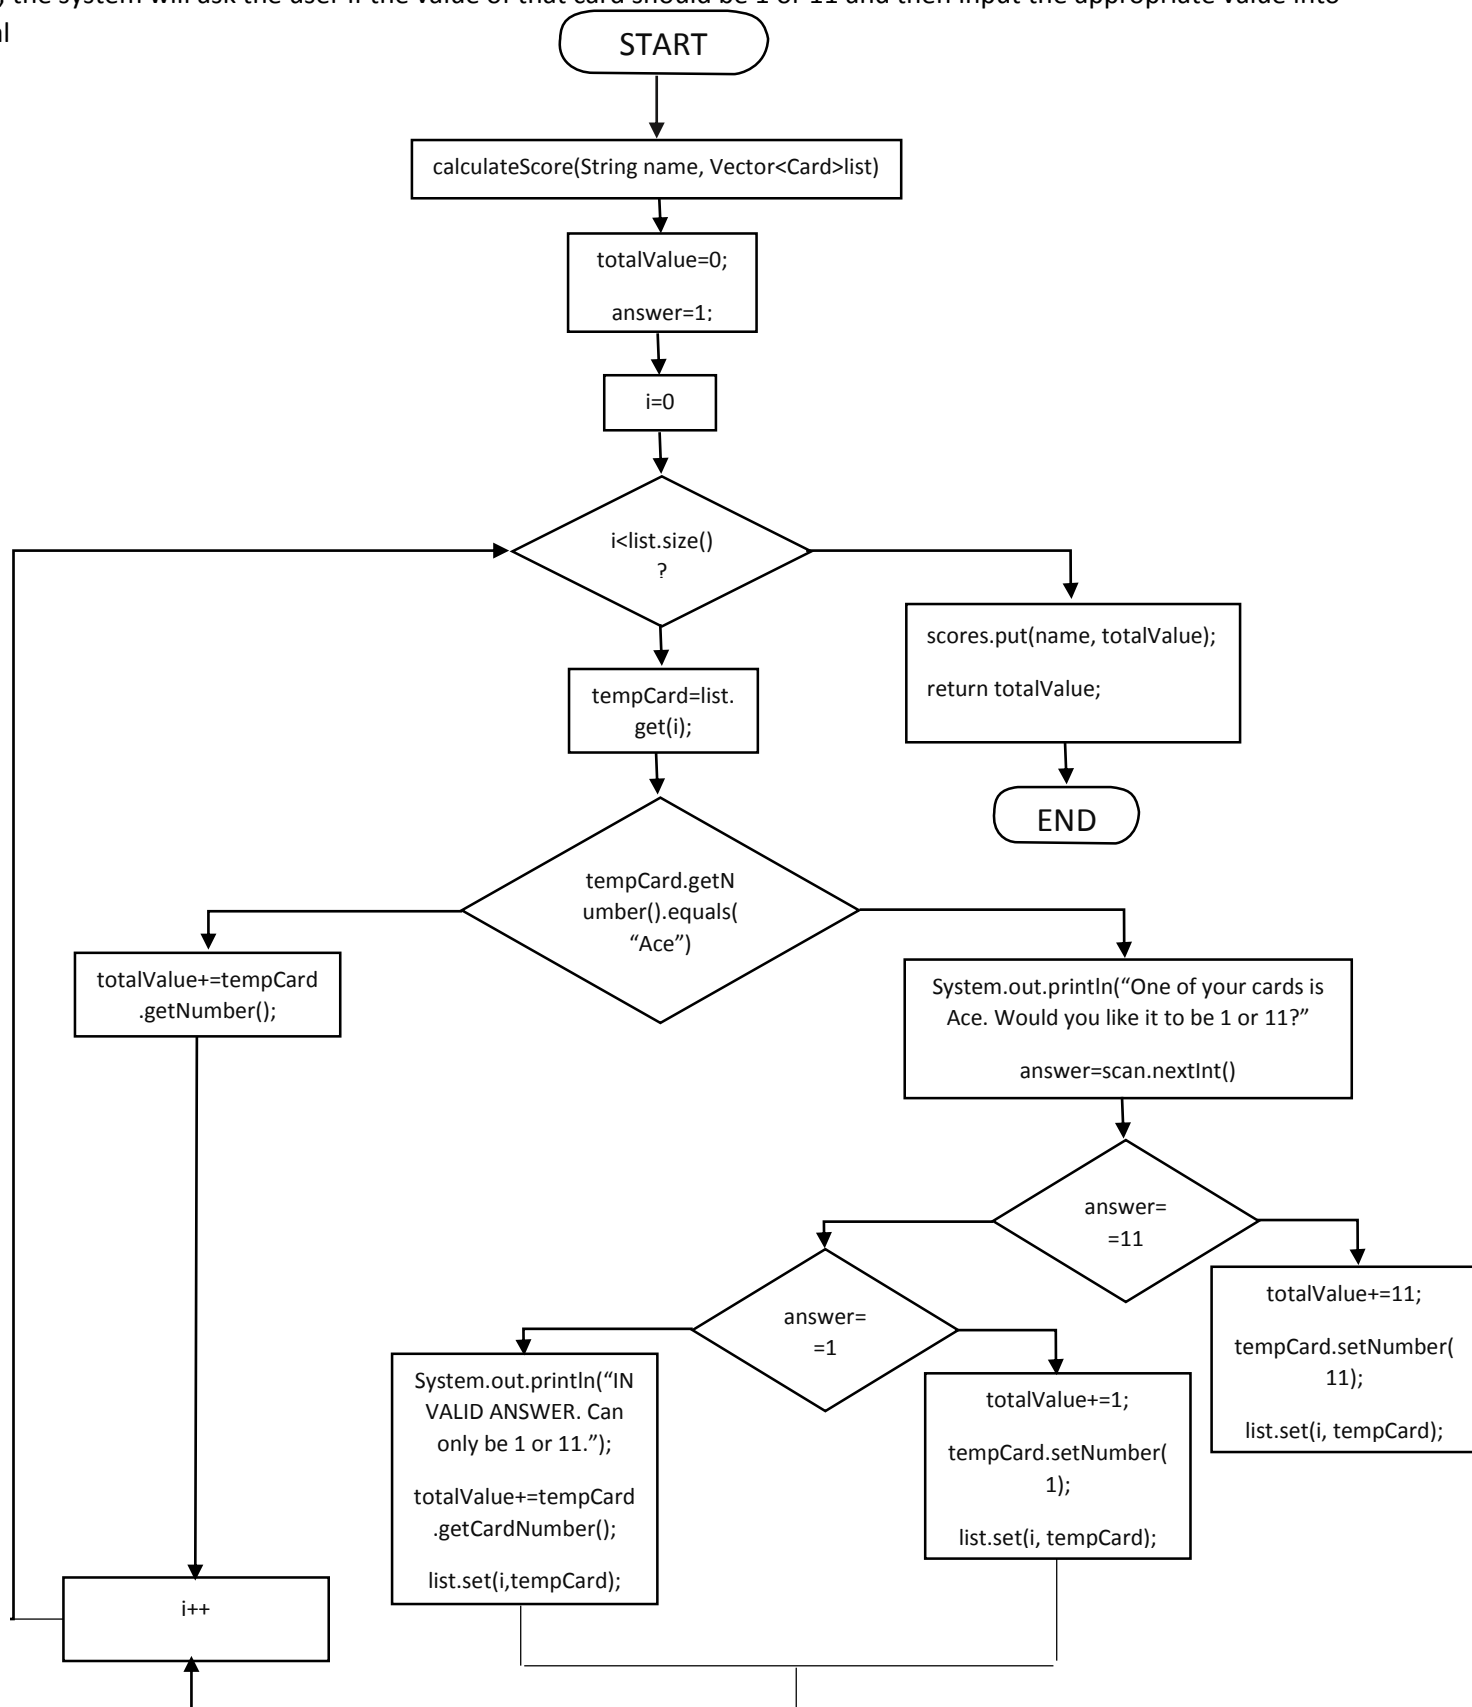 the system will ask the user if the value of that card should be 1 or 11 and then input the appropriate value into
START
calculateScore(String name, Vector<Card>list)
totalValue=0;
answer=1;
i=0
i<list.size()
?
scores.put(name, totalValue);
return totalValue;
tempCard=list.
get(i);
END
tempCard.getN
umber().equals(
“Ace”)
totalValue+=tempCard
.getNumber();
System.out.println(“One of your cards is
Ace. Would you like it to be 1 or 11?”
answer=scan.nextInt()
answer=
=11
totalValue+=11;
tempCard.setNumber(
11);
list.set(i, tempCard);
answer=
=1
System.out.println(“IN
VALID ANSWER. Can
only be 1 or 11.”);
totalValue+=tempCard
.getCardNumber();
list.set(i,tempCard);
totalValue+=1;
tempCard.setNumber(
1);
list.set(i, tempCard);
i++